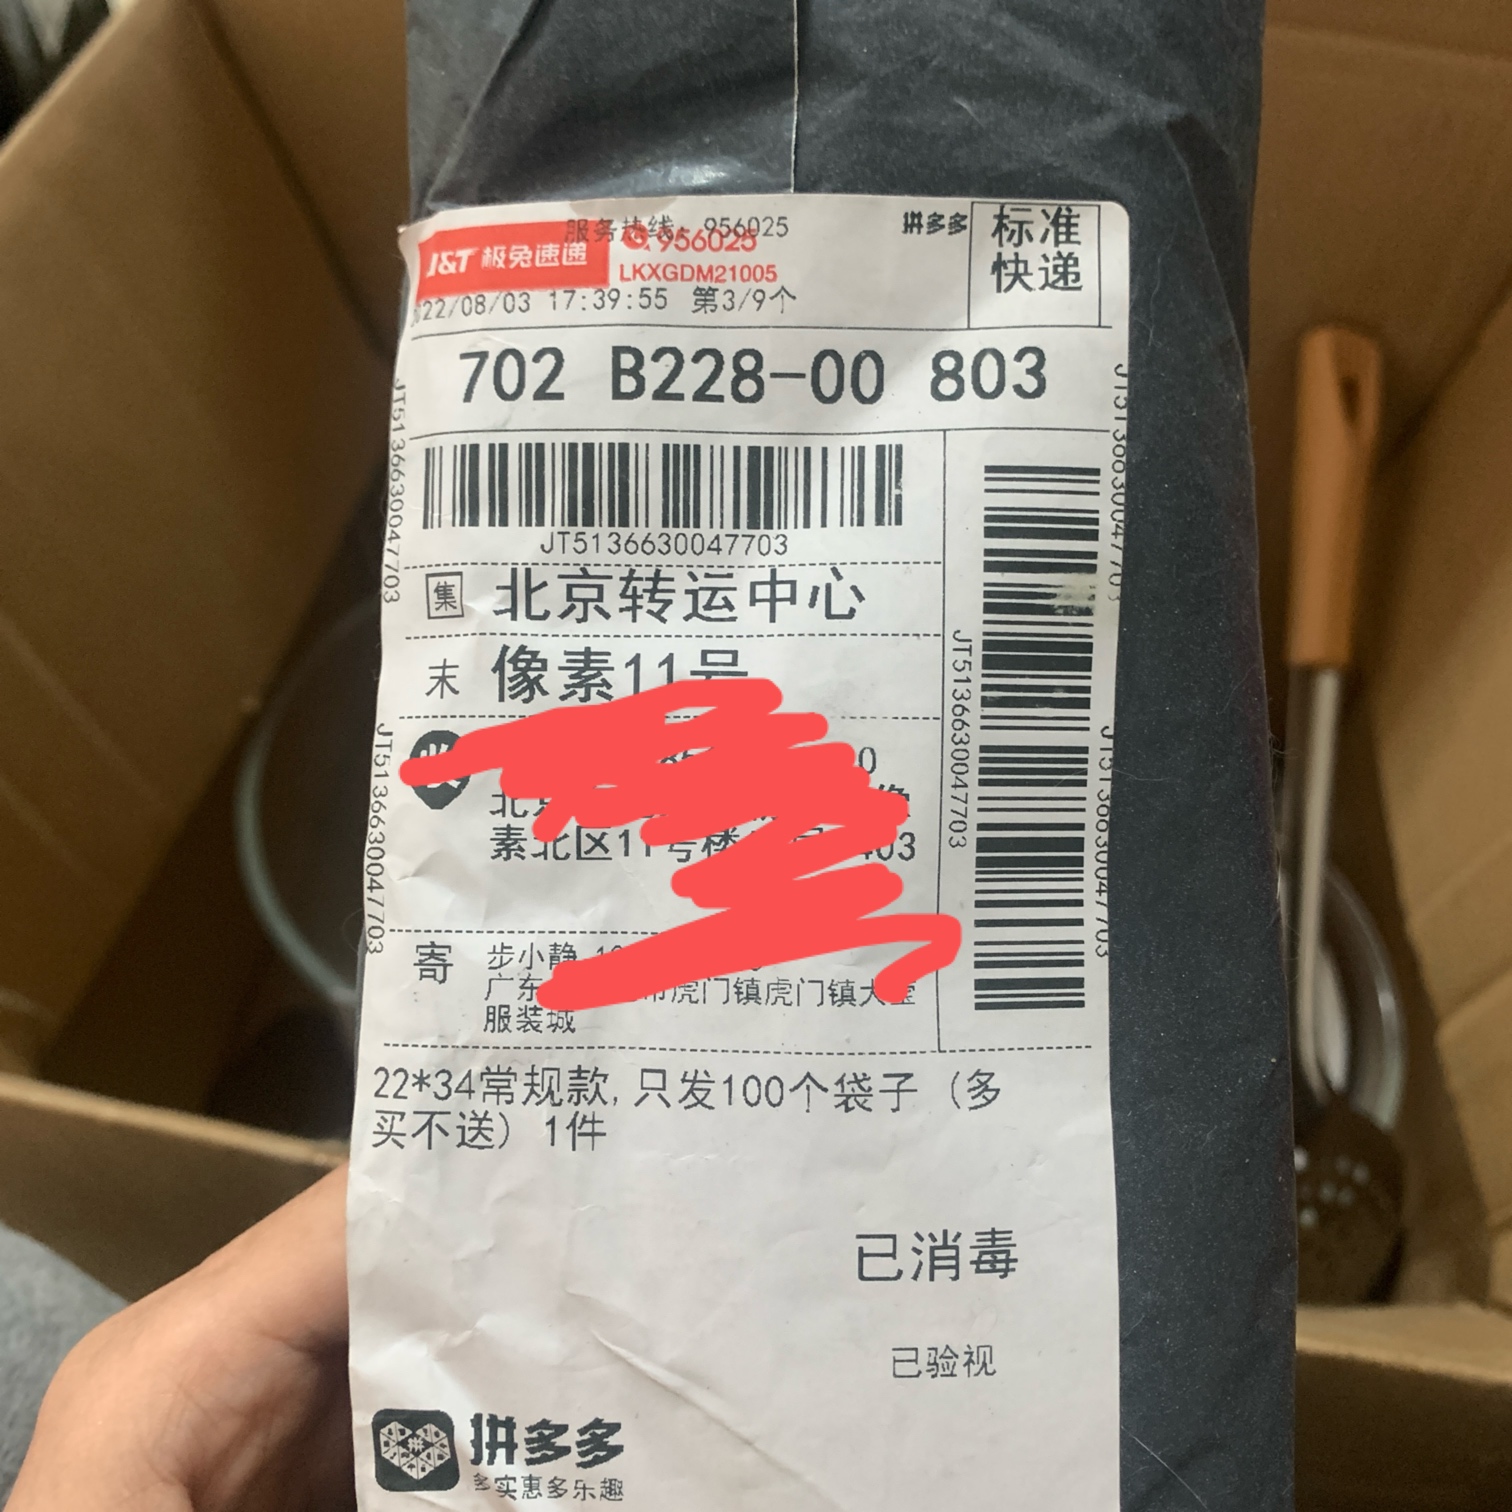 服务热线: 956025
J&T 极兔速递
956025
LKXGDM21005
拼多多
标准
快递
22/08/03 17:39:55 第3/9个
702 B228-00 803
JT5136630047703
JT5136630047703
JT5136630047703
JT5136630047703
集 北京转运中心
末 像素11号
素北区11号楼
寄 步小静
广东 市虎门镇虎门镇大
服装城
22*34常规款,只发100个袋子 (多
买不送) 1件
已消毒
已验视
拼多多
多实惠多乐趣